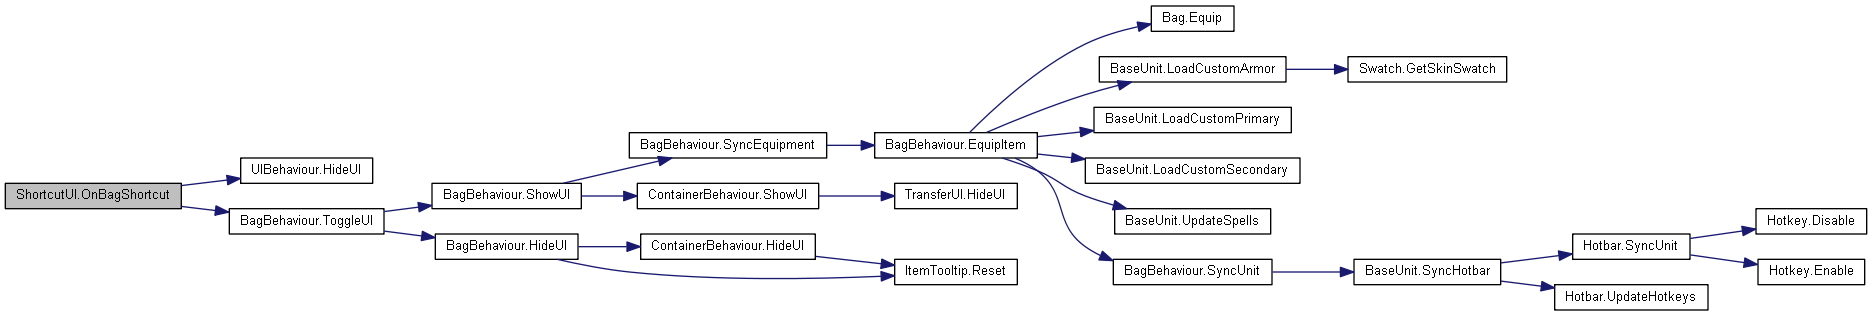 ShortcutUI.OnBagShortcut
UIBehaviour.HideUI
BagBehaviour.ToggleUI
BagBehaviour.ShowUI
BagBehaviour.HideUI
BagBehaviour.SyncEquipment
ContainerBehaviour.ShowUI
ContainerBehaviour.HideUI
BagBehaviour.EquipItem
TransferUI.HideUI
ItemTooltip.Reset
Bag.Equip
BaseUnit.LoadCustomArmor
BaseUnit.LoadCustomPrimary
BaseUnit.LoadCustomSecondary
BaseUnit.UpdateSpells
BagBehaviour.SyncUnit
Swatch.GetSkinSwatch
BaseUnit.SyncHotbar
Hotbar.SyncUnit
Hotbar.UpdateHotkeys
Hotkey.Disable
Hotkey.Enable